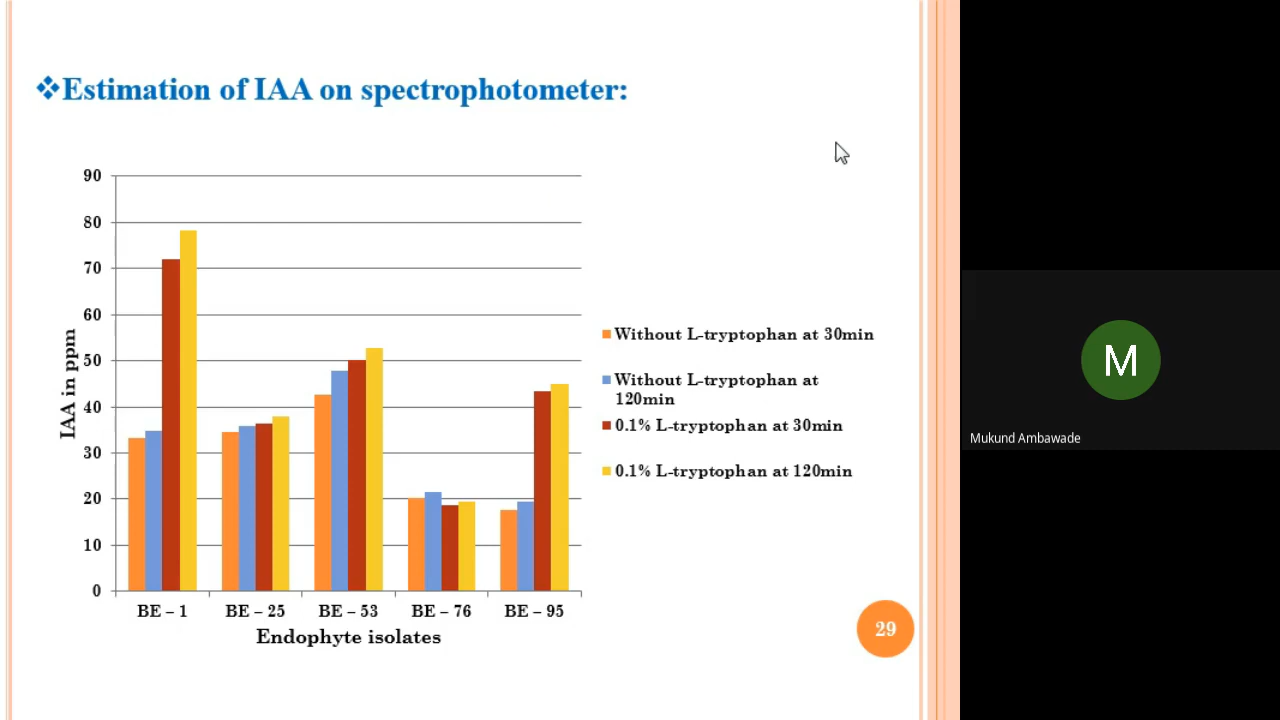 ❖Estimation of IAA on spectrophotometer:
90
80
70
60
50
40
30
20
10
0
IAA in ppm
BE – 1
BE – 25
BE – 53
BE – 76
BE – 95
Endophyte isolates
Without L-tryptophan at 30min
Without L-tryptophan at
120min
0.1% L-tryptophan at 30min
0.1% L-tryptophan at 120min
29
M
Mukund Ambawade